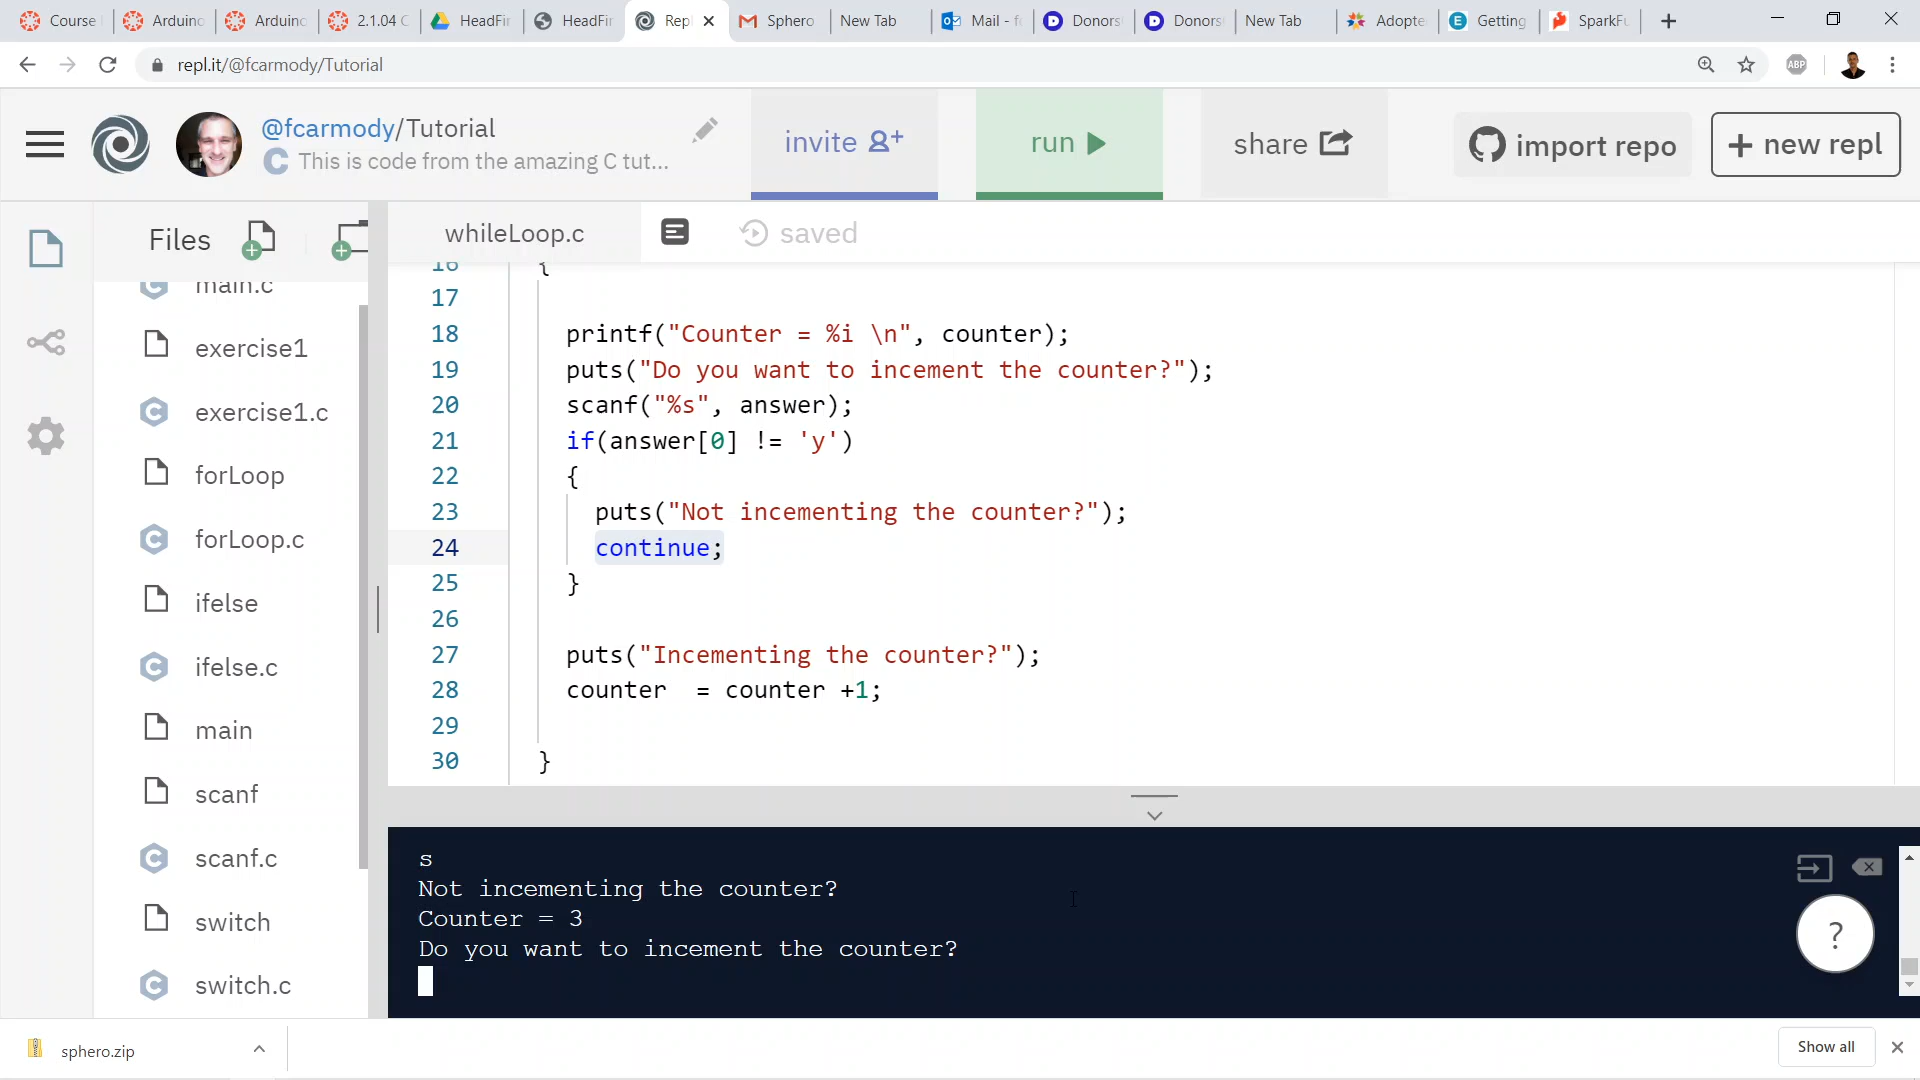 Course
Arduino
Arduino
2.1.04 C
HeadFir
HeadFir
Repl
Sphero
New Tab
Mail - f
Donors
Donors
New Tab
Adopte
Getting
SparkFu
repl.it/@fcarmody/Tutorial
ABP
@fcarmody/Tutorial
This is code from the amazing C tut...
invite
run
share
import repo
+ new repl
Files
whileLoop.c
saved
main.c
exercise1
exercise1.c
forLoop
forLoop.c
ifelse
ifelse.c
main
scanf
scanf.c
switch
switch.c
16 {
17
18 printf("Counter = %i \n", counter);
19 puts("Do you want to incement the counter?");
20 scanf("%s", answer);
21 if(answer[0] != 'y')
22 {
23 puts("Not incementing the counter?");
24 continue;
25 }
26
27 puts("Incementing the counter?");
28 counter  = counter +1;
29
30 }
s
Not incementing the counter?
Counter = 3
Do you want to incement the counter?
?
sphero.zip
Show all